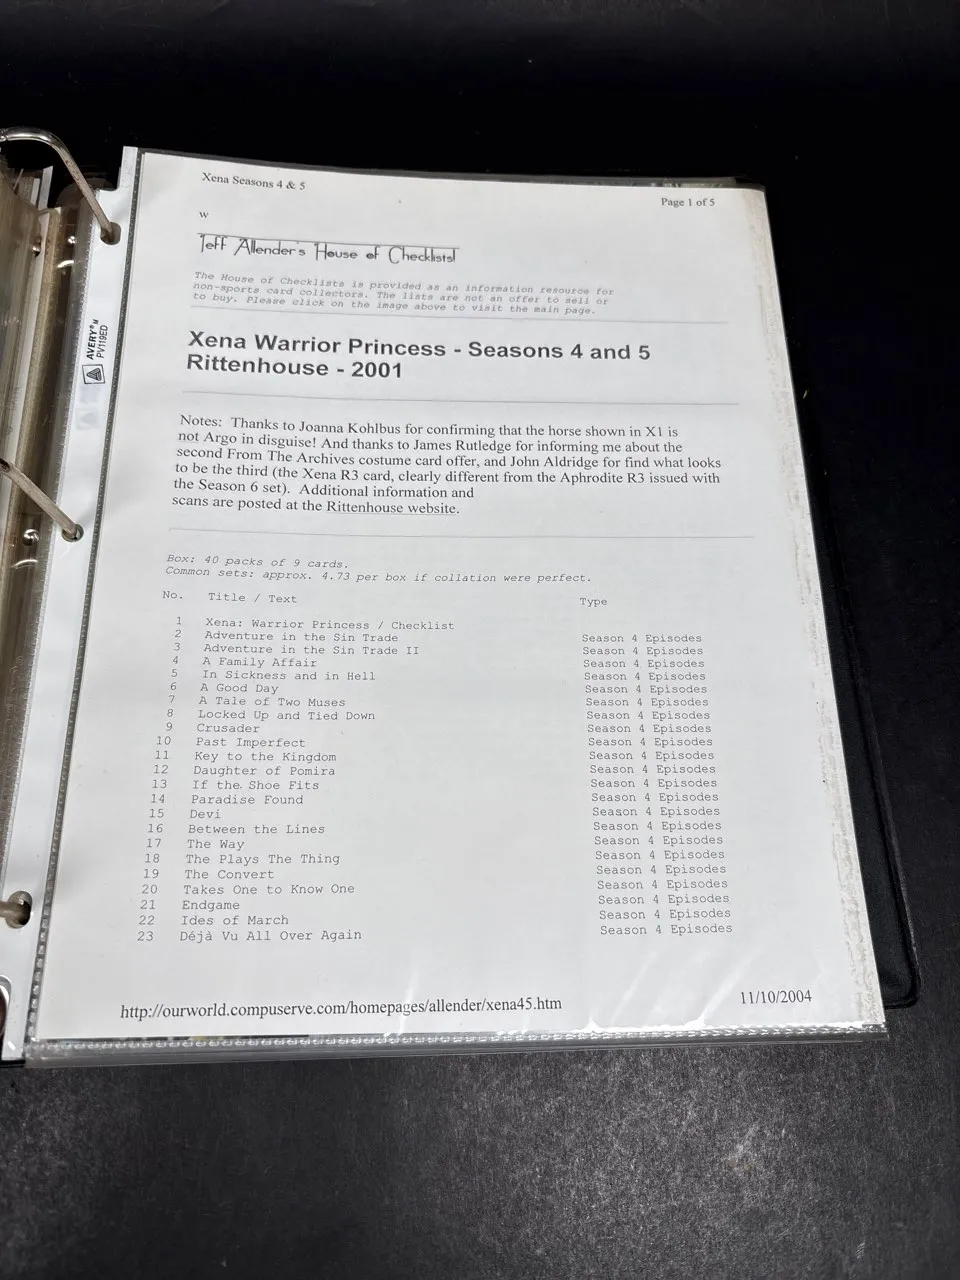 Xena Seasons 4 & 5
Page 1 of 5
w
Jeff Allender's House of Checklists!
The House of Checklists is provided as an information resource for
non-sports card collectors. The lists are not an offer to sell or
to buy. Please click on the image above to visit the main page.
Xena Warrior Princess - Seasons 4 and 5
Rittenhouse - 2001
Notes: Thanks to Joanna Kohlbus for confirming that the horse shown in X1 is
not Argo in disguise! And thanks to James Rutledge for informing me about the
second From The Archives costume card offer, and John Aldridge for find what looks
to be the third (the Xena R3 card, clearly different from the Aphrodite R3 issued with
the Season 6 set). Additional information and
scans are posted at the Rittenhouse website.
Box: 40 packs of 9 cards.
Common sets: approx. 4.73 per box if collation were perfect.
No. Title / Text Type
1 Xena: Warrior Princess / Checklist
2 Adventure in the Sin Trade Season 4 Episodes
3 Adventure in the Sin Trade II Season 4 Episodes
4 A Family Affair Season 4 Episodes
5 In Sickness and in Hell Season 4 Episodes
6 A Good Day Season 4 Episodes
7 A Tale of Two Muses Season 4 Episodes
8 Locked Up and Tied Down Season 4 Episodes
9 Crusader Season 4 Episodes
10 Past Imperfect Season 4 Episodes
11 Key to the Kingdom Season 4 Episodes
12 Daughter of Pomira Season 4 Episodes
13 If the Shoe Fits Season 4 Episodes
14 Paradise Found Season 4 Episodes
15 Devi Season 4 Episodes
16 Between the Lines Season 4 Episodes
17 The Way Season 4 Episodes
18 The Plays The Thing Season 4 Episodes
19 The Convert Season 4 Episodes
20 Takes One to Know One Season 4 Episodes
21 Endgame Season 4 Episodes
22 Ides of March Season 4 Episodes
23 Déjà Vu All Over Again Season 4 Episodes
http://ourworld.compuserve.com/homepages/allender/xena45.htm
11/10/2004
AVERY®
PV119ED